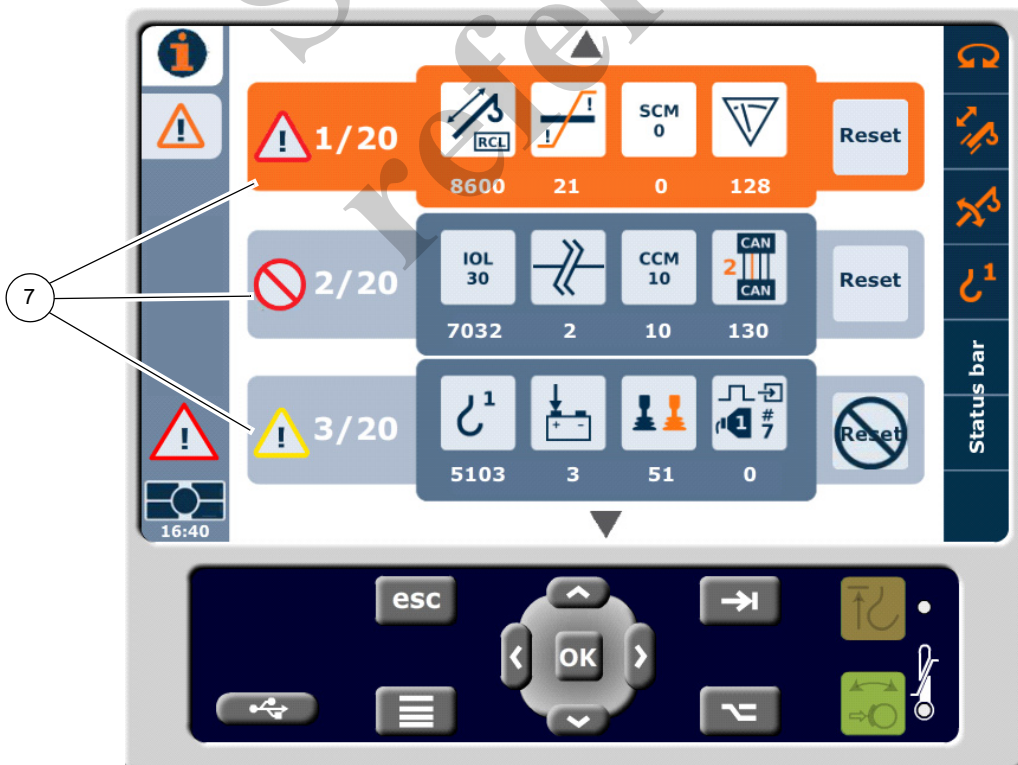 refer
1/20
RCL
SCM
0
Reset
8600 21 0 128
2/20
IOL
30
CCM
10
CAN
2
CAN
Reset
7032 2 10 130
7
3/20
1
1
#
7
Reset
5103 3 51 0
1
Status bar
16:40
esc
OK